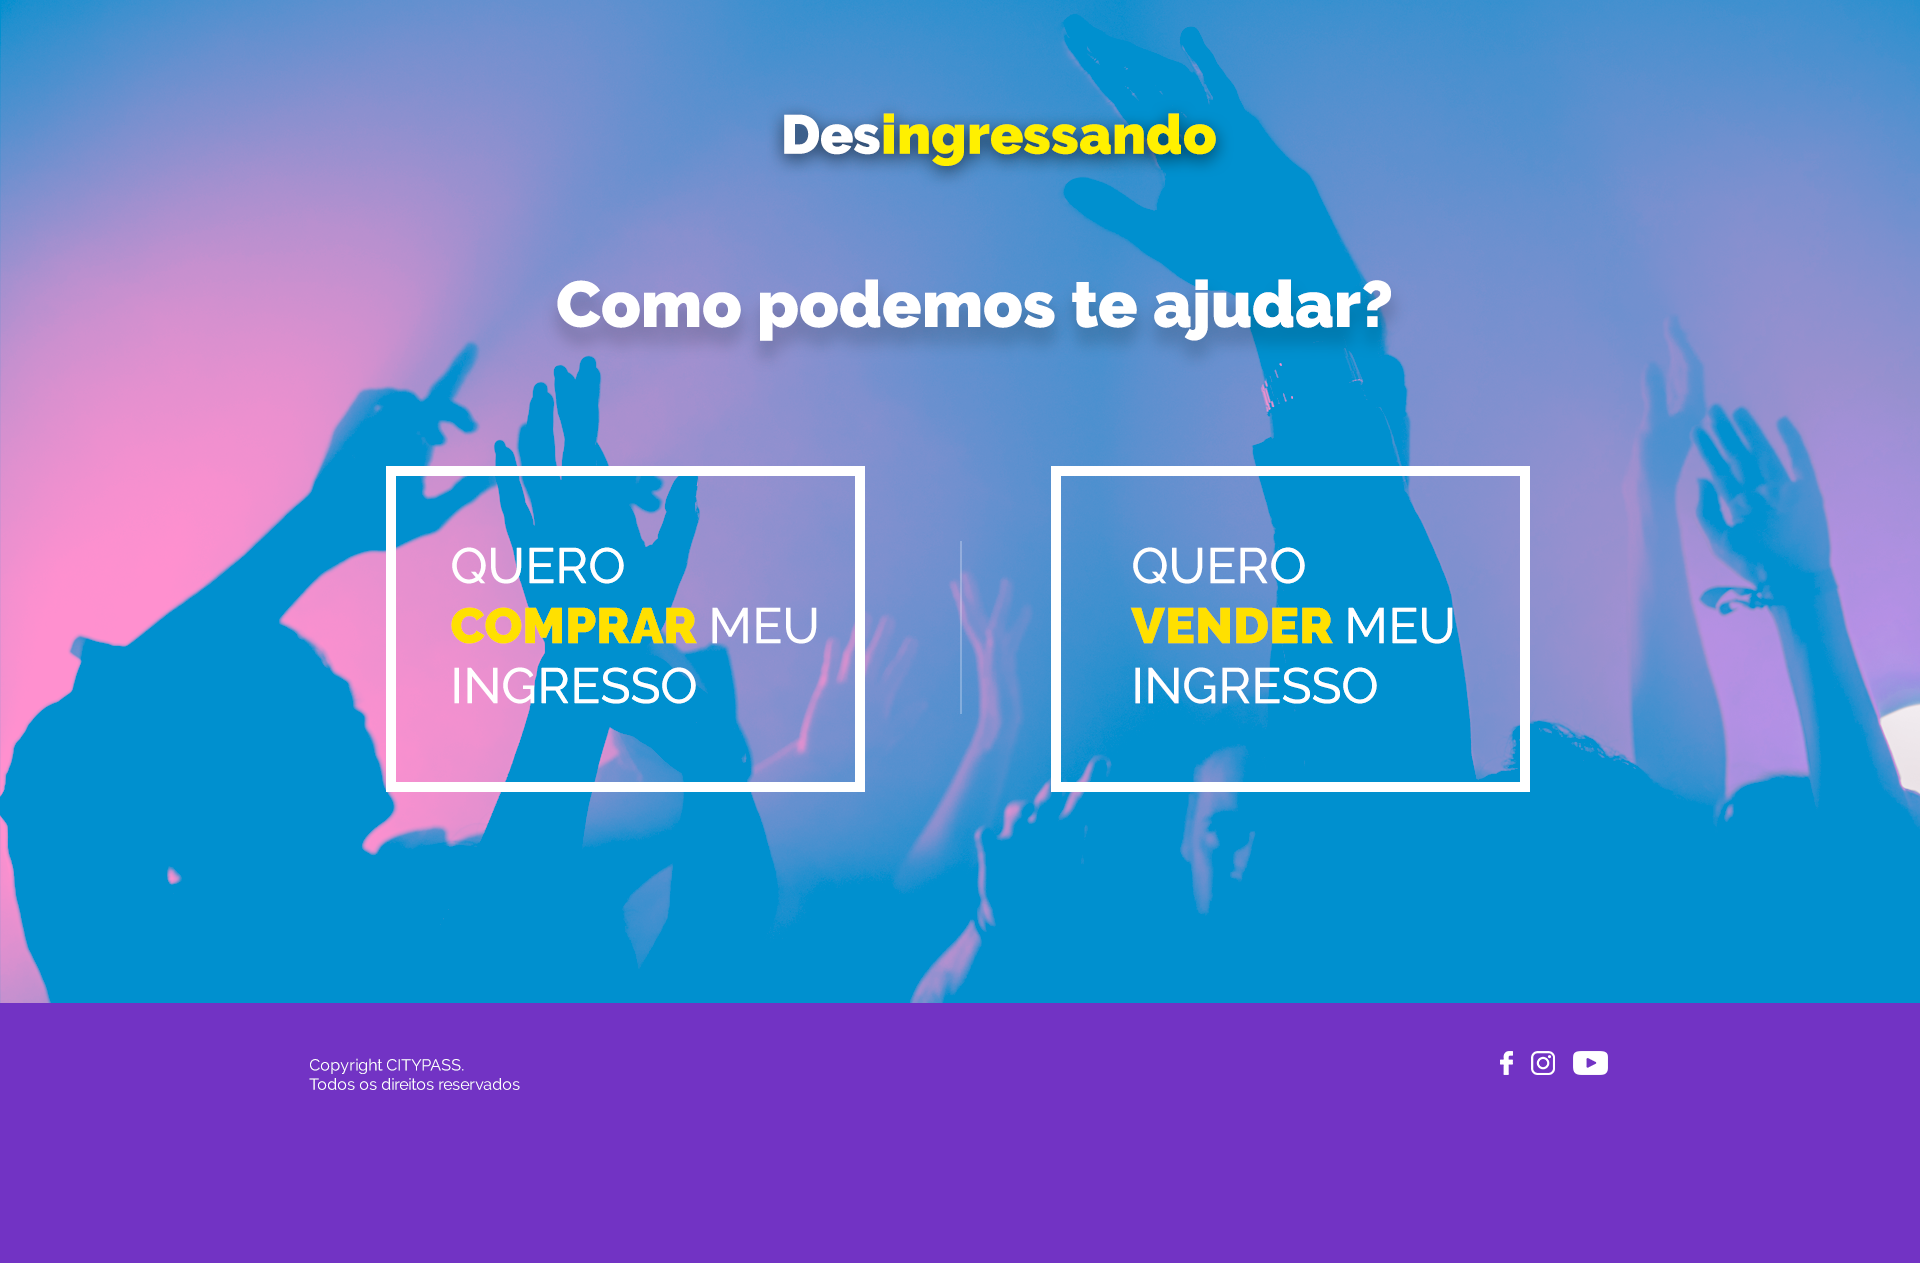 Desingressando
Como podemos te ajudar?
QUERO
COMPRAR MEU
INGRESSO
QUERO
VENDER MEU
INGRESSO
Copyright CITYPASS.
Todos os direitos reservados